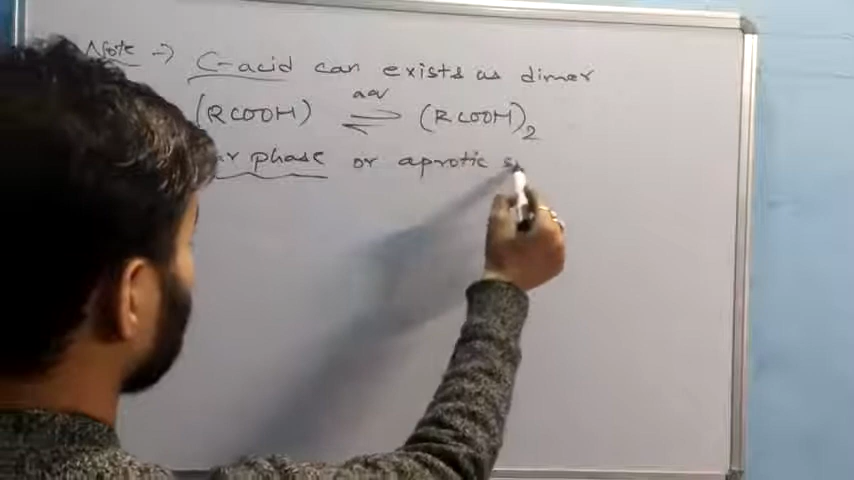 Note → C-acid can exists as dimer
aq
(RCOOH) ⇌ (RCOOH)2
phase or aprotic s